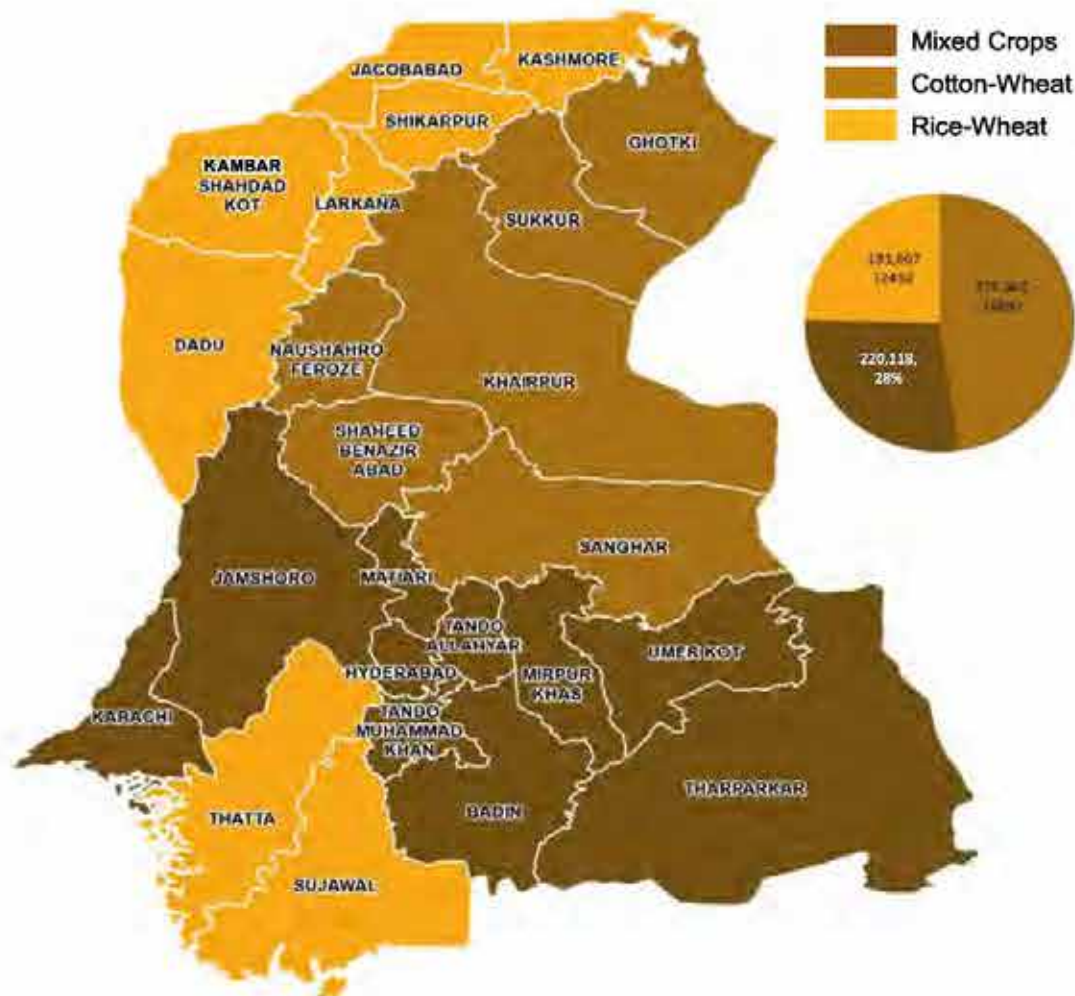 Mixed Crops
Cotton-Wheat
Rice-Wheat
JACOBABAD
KASHMORE
SHIKARPUR
GHOTKI
KAMBAR
SHAHDAD
KOT
LARKANA
SUKKUR
DADU
NAUSHAHRO
FEROZE
KHAIRPUR
220,118,
28%
SHAHEED
BENAZIR
ABAD
SANGHAR
JAMSHORO
MATIARI
TANDO
ALLAHYAR
UMER KOT
HYDERABAD
MIRPUR
KHAS
KARACHI
TANDO
MUHAMMAD
KHAN
THARPARKAR
BADIN
THATTA
SUJAWAL